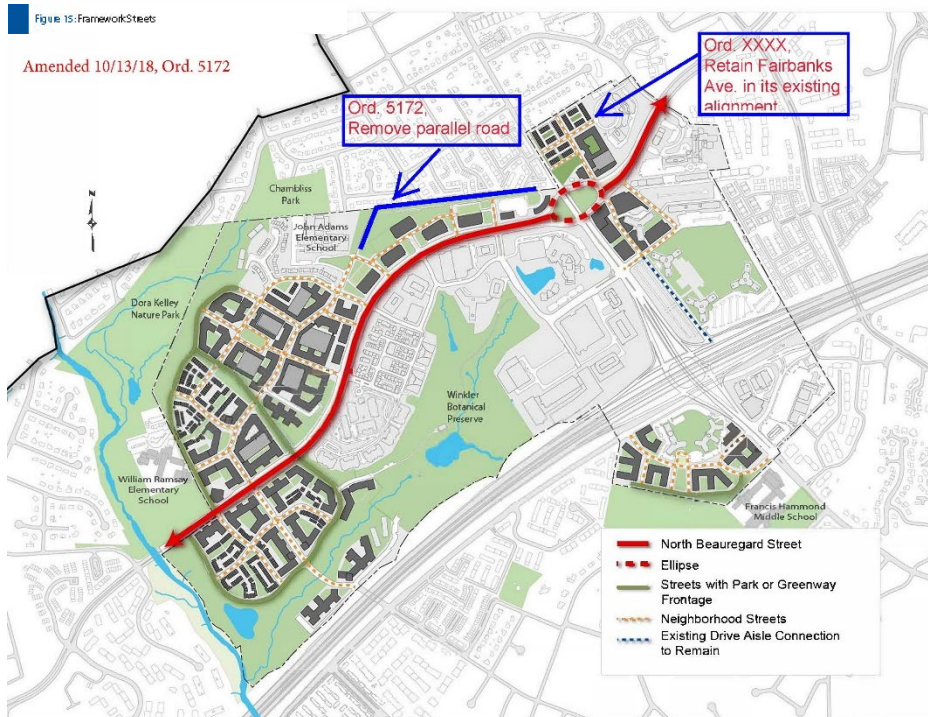 Figure 15: Framework Streets
Amended 10/13/18, Ord. 5172
Ord. XXXX,
Retain Fairbanks
Ave. in its existing
alignment
Ord. 5172,
Remove parallel road
Chambliss
Park
N
John Adams
Elementary
School
Dora Kelley
Nature Park
Winkler
Botanical
Preserve
William Ramsay
Elementary
School
Francis Hammond
Middle School
North Beauregard Street
Ellipse
Streets with Park or Greenway
Frontage
Neighborhood Streets
Existing Drive Aisle Connection
to Remain